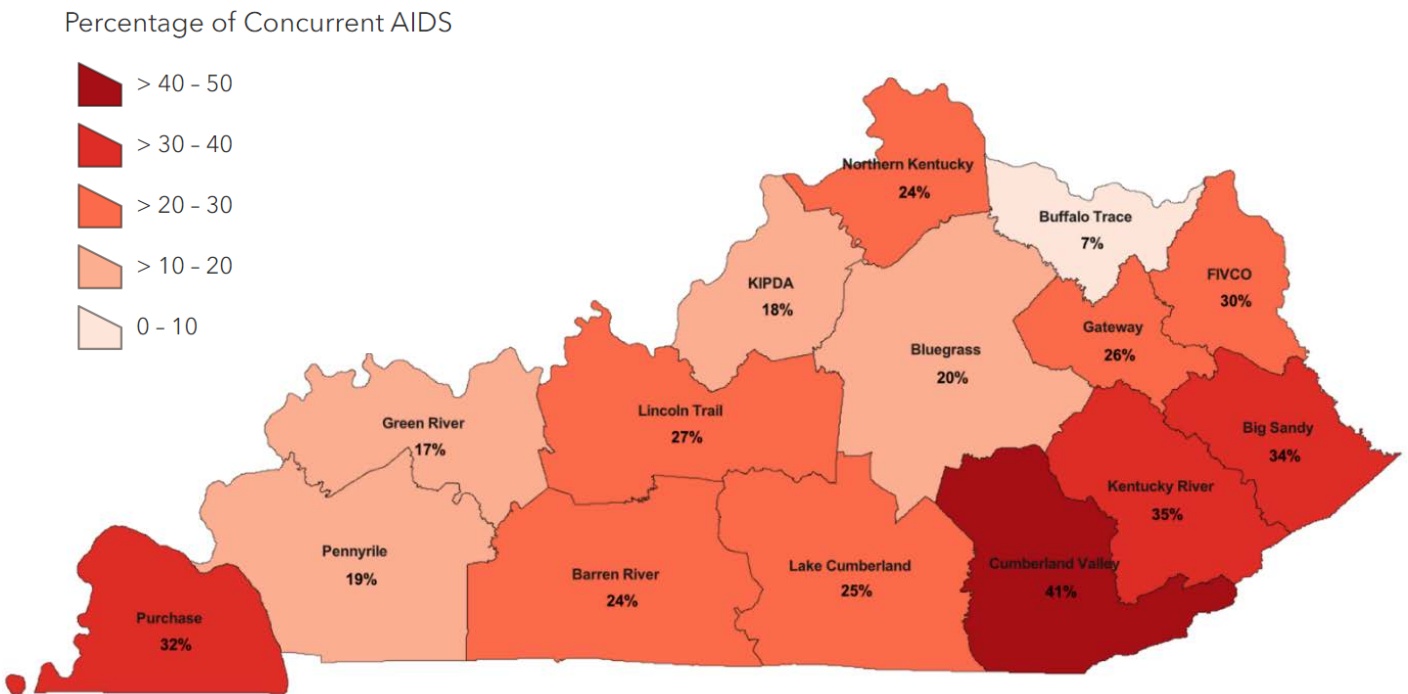 Percentage of Concurrent AIDS
> 40 – 50
> 30 – 40
> 20 – 30
> 10 – 20
0 – 10
Northern Kentucky
24%
Buffalo Trace
7%
FIVCO
30%
KIPDA
18%
Gateway
26%
Bluegrass
20%
Lincoln Trail
27%
Green River
17%
Big Sandy
34%
Kentucky River
35%
Pennyrile
19%
Barren River
24%
Lake Cumberland
25%
Cumberland Valley
41%
Purchase
32%